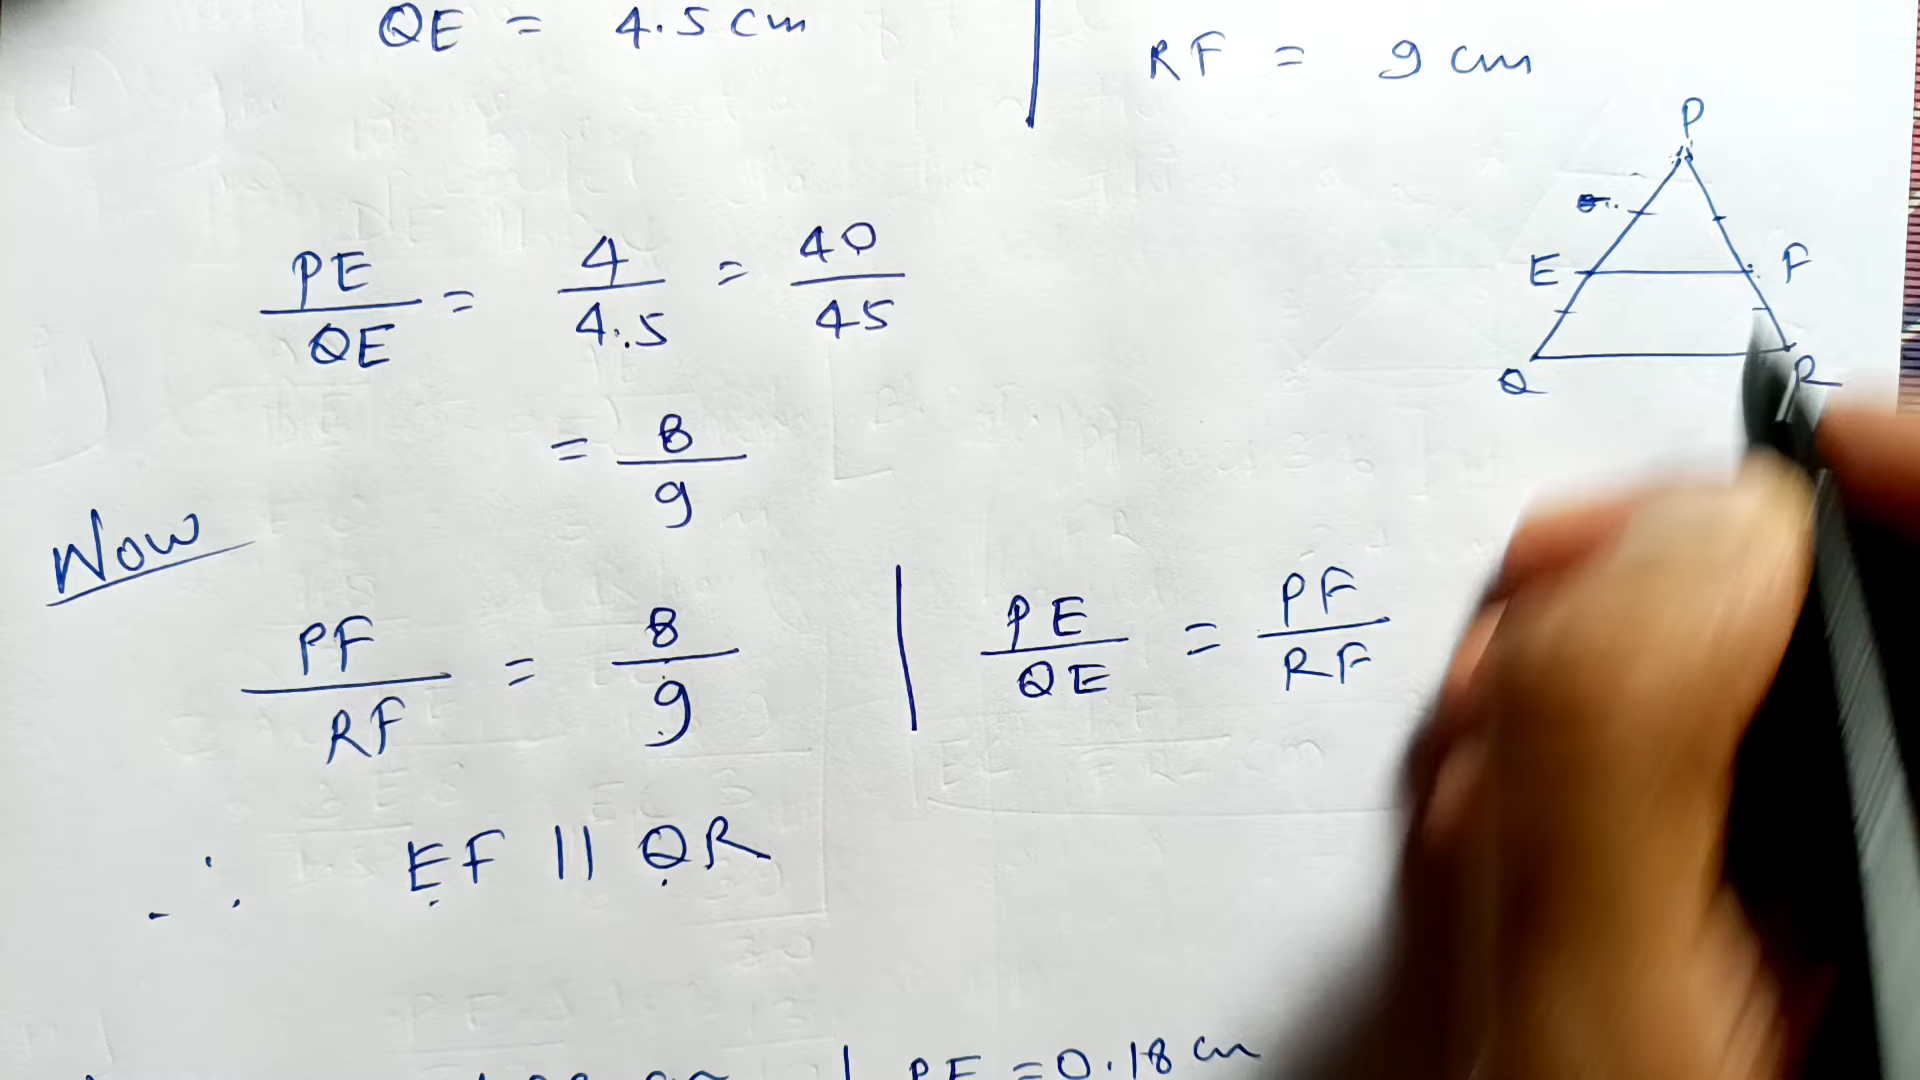 QE = 4.5 cm
RF = 9 cm
P
E F
Q R
PE/QE = 4/4.5 = 40/45
= 8/9
Now
PF/RF = 8/9
PE/QE = PF/RF
∴ EF || QR
PF = 0.18 cm